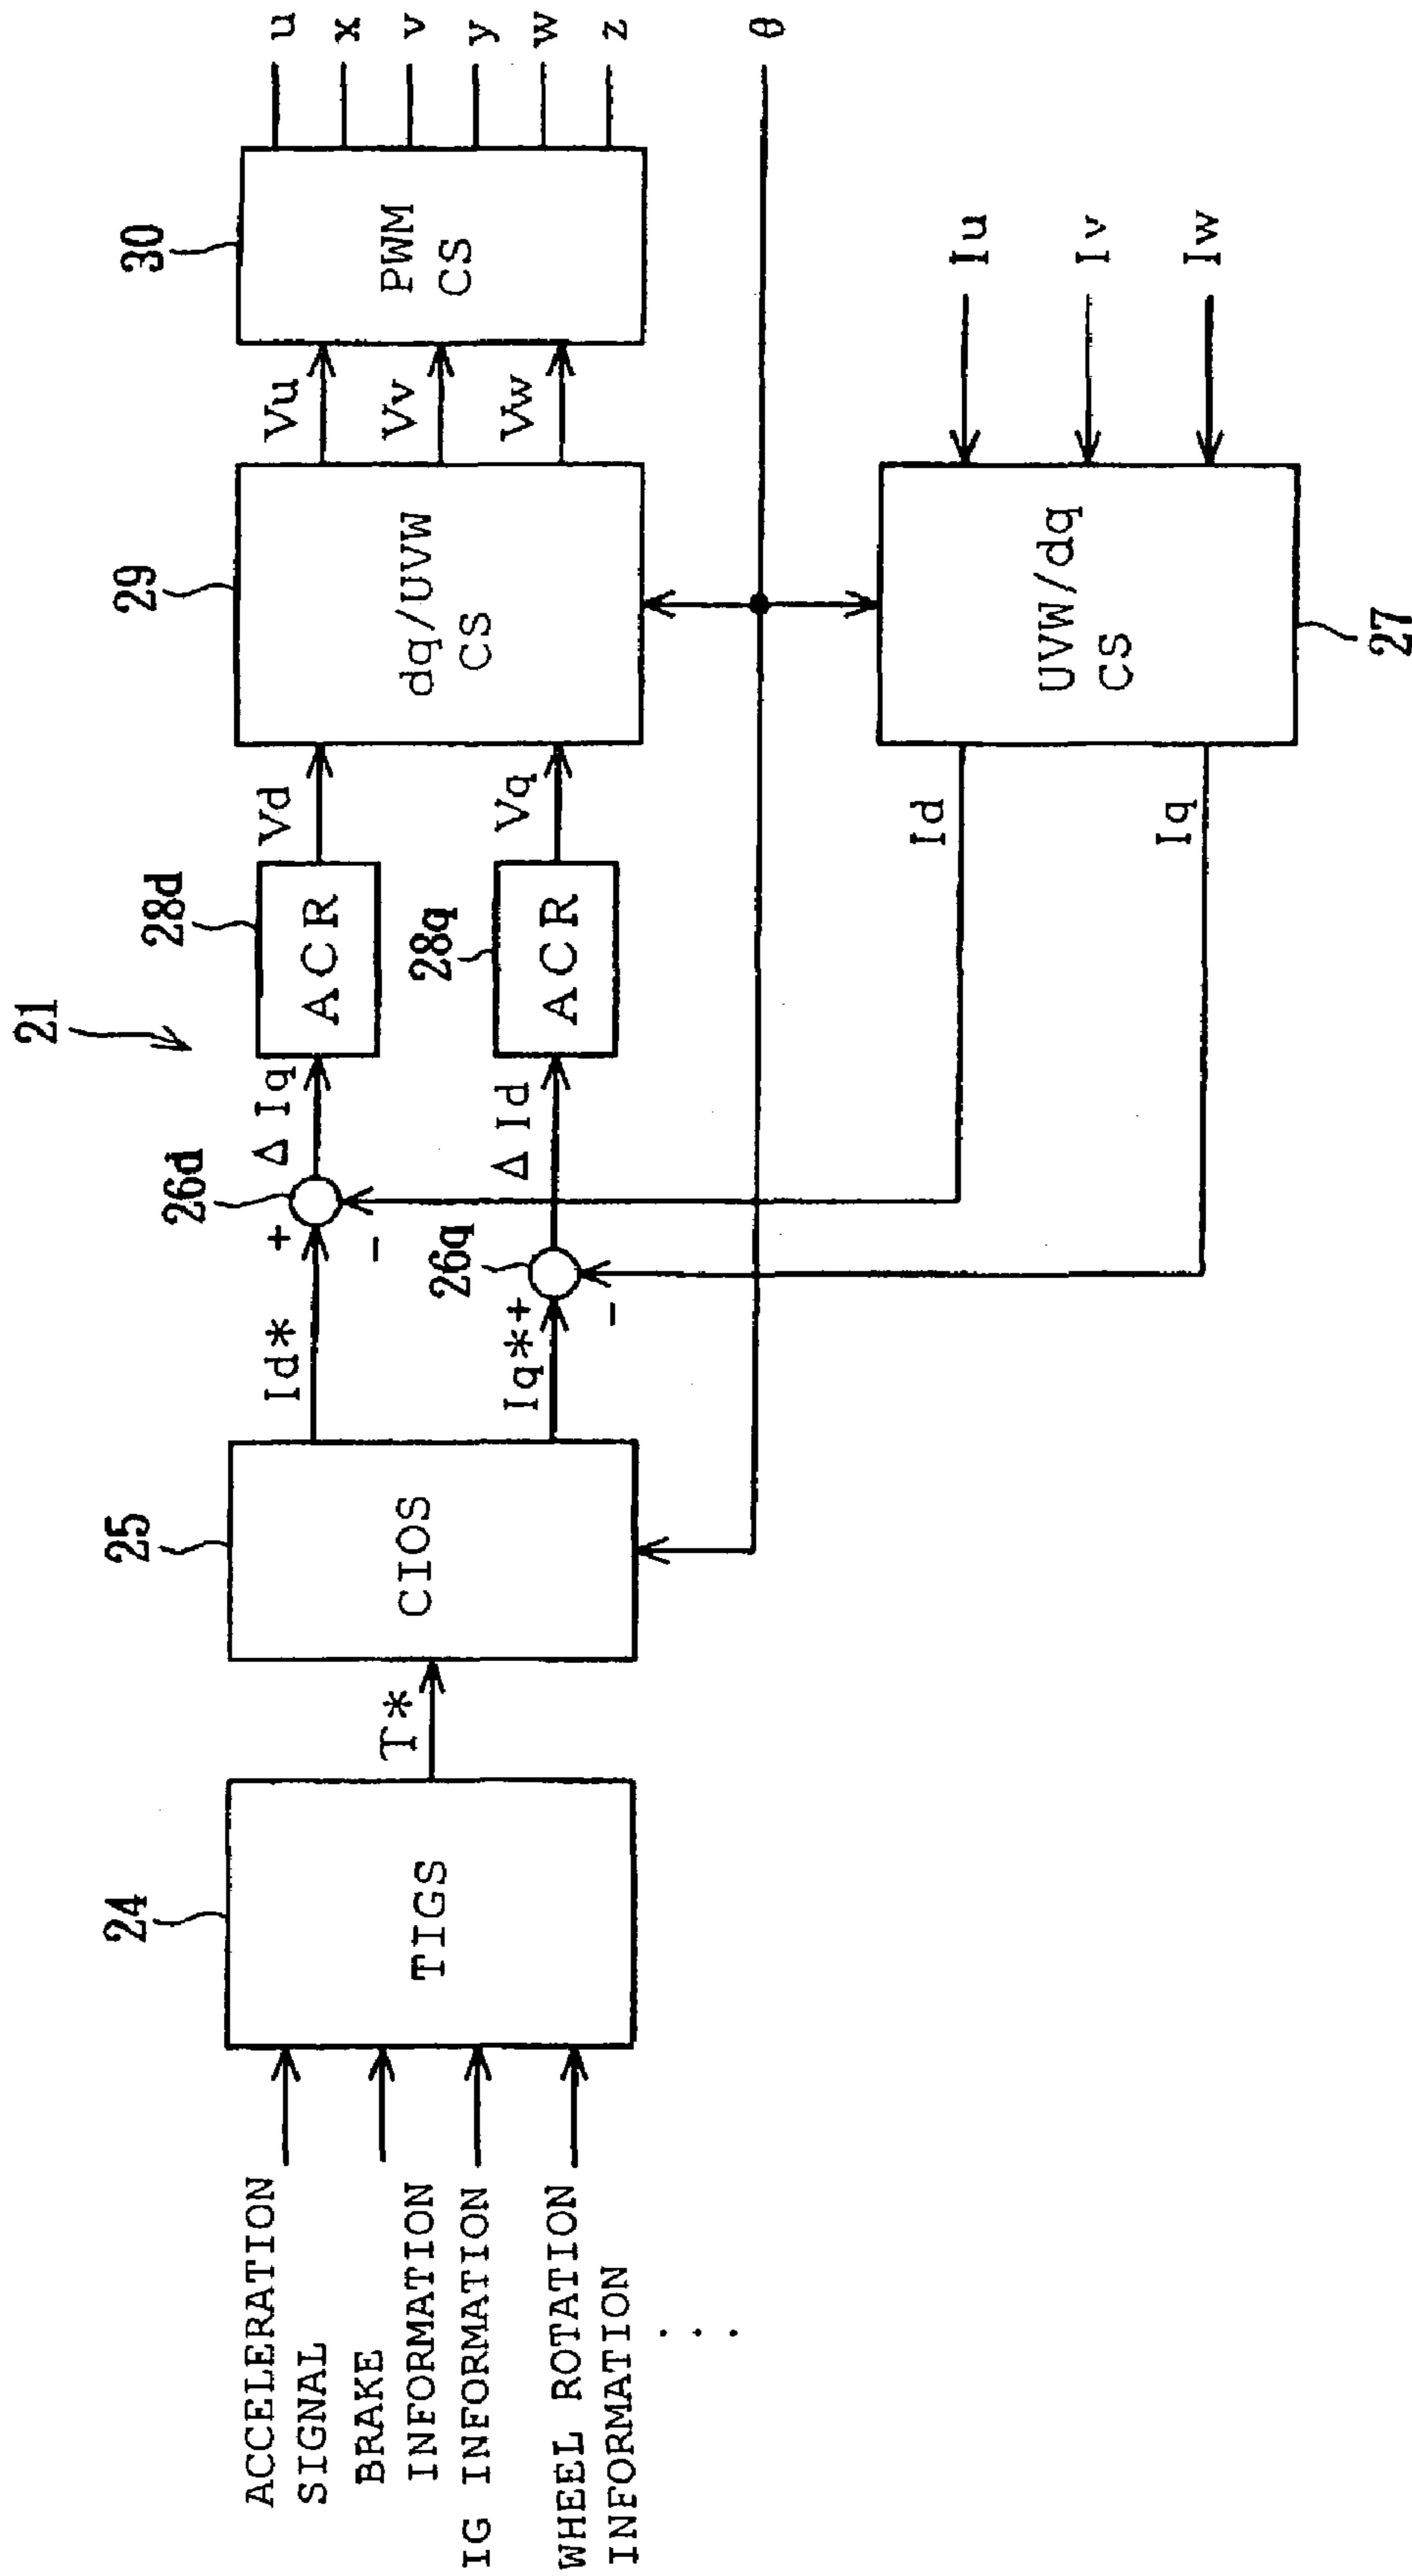 21
ACCELERATION
SIGNAL
BRAKE
INFORMATION
IG INFORMATION
WHEEL ROTATION
INFORMATION
...
24
TIGS
T*
25
CIOS
Id*
Iq*
+
-
26d
+
-
26q
Δ Iq
Δ Id
28d
ACR
28q
ACR
Vd
Vq
29
dq/UVW
CS
Vu
Vv
Vw
30
PWM
CS
u
x
v
y
w
z
θ
Id
Iq
UVW/dq
CS
27
Iu
Iv
Iw